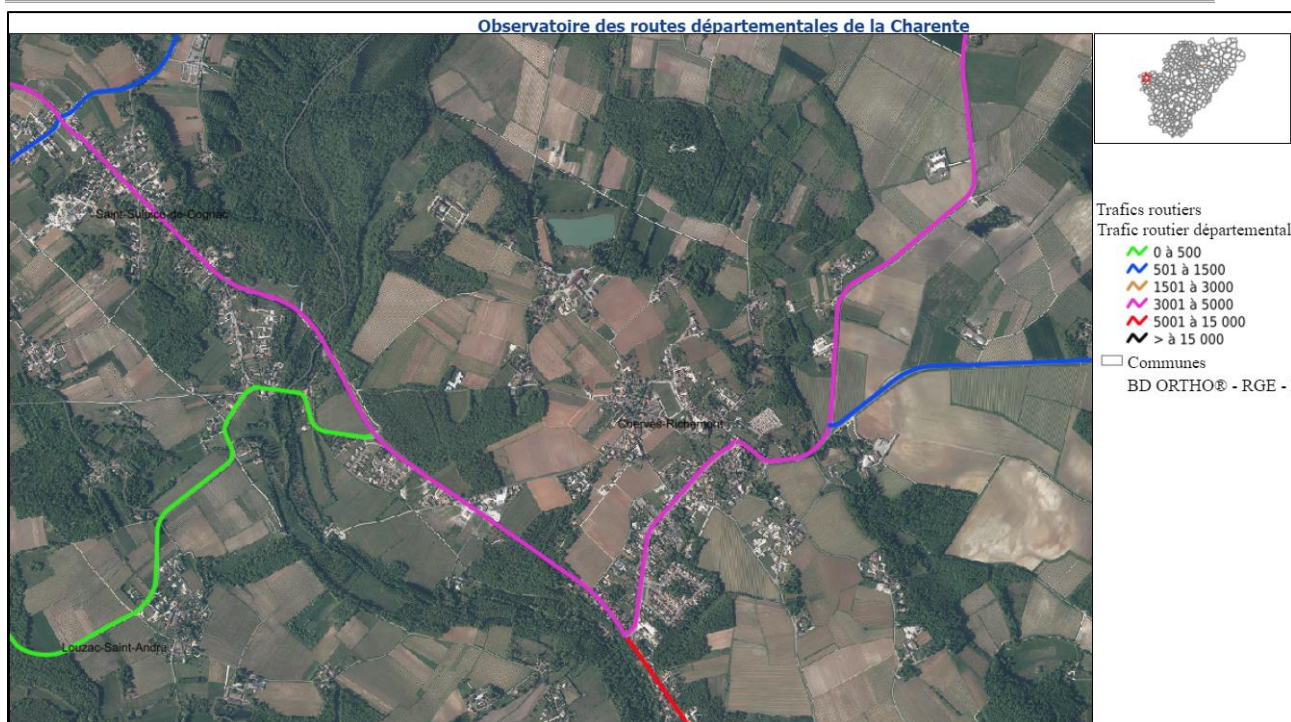 Observatoire des routes départementales de la Charente
Saint-Sulpice-de-Cognac
Cherves-Richemont
Louzac-Saint-André
Trafics routiers
Trafic routier départemental
0 à 500
501 à 1500
1501 à 3000
3001 à 5000
5001 à 15 000
> à 15 000
Communes
BD ORTHO® - RGE -